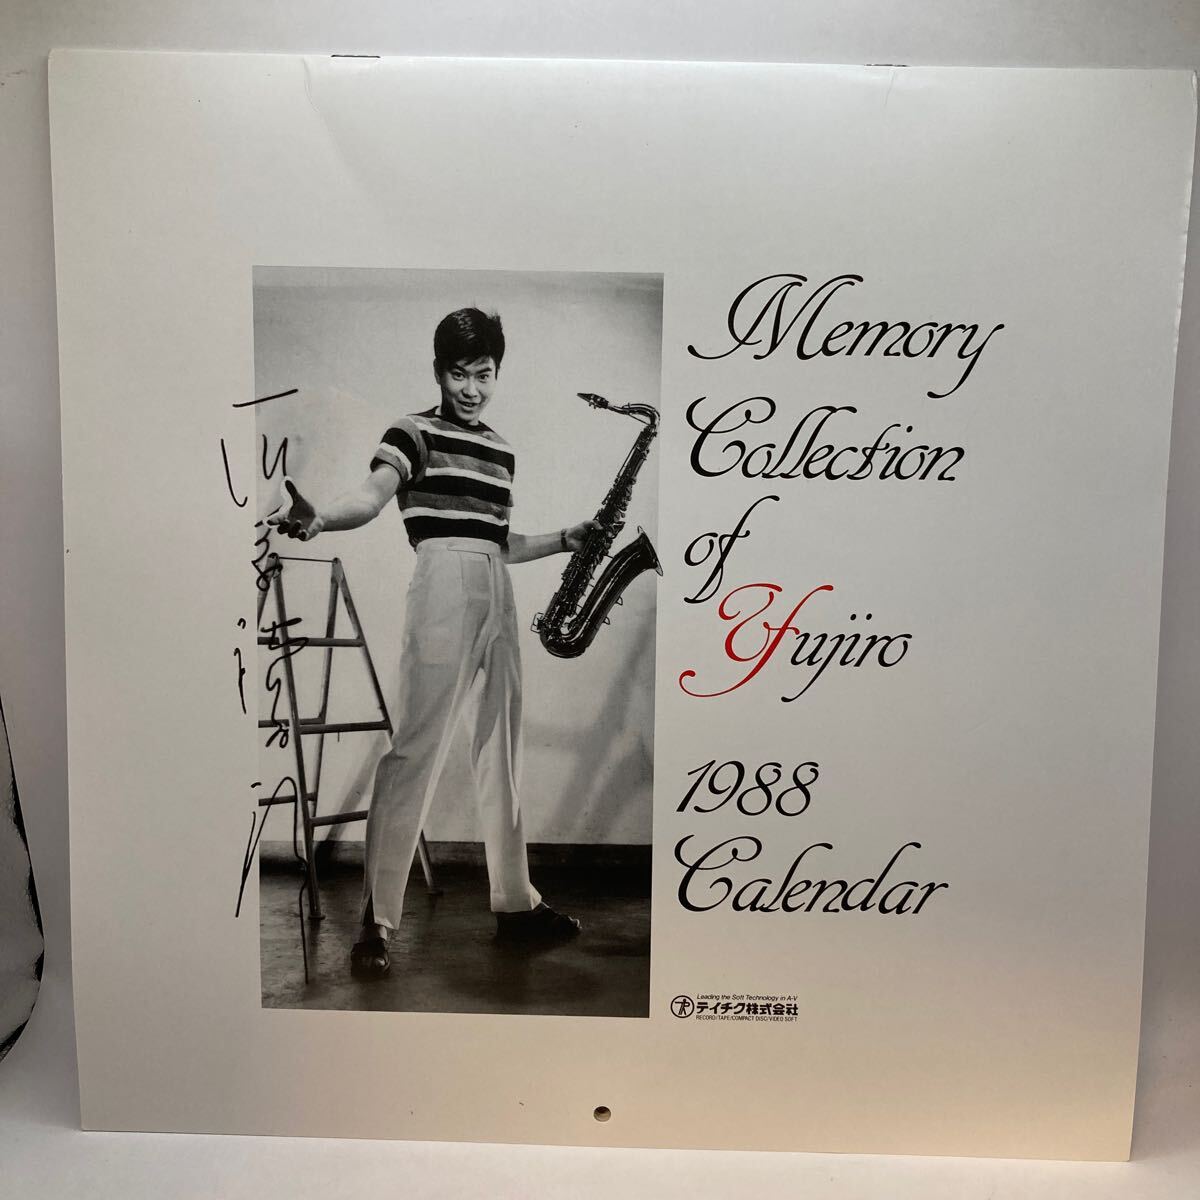 Memory
Collection
of
Yujiro
1988
Calendar
Leading the Soft Technology in A-V
テイチク株式会社
RECORD/TAPE/COMPACT DISC/VIDEO SOFT